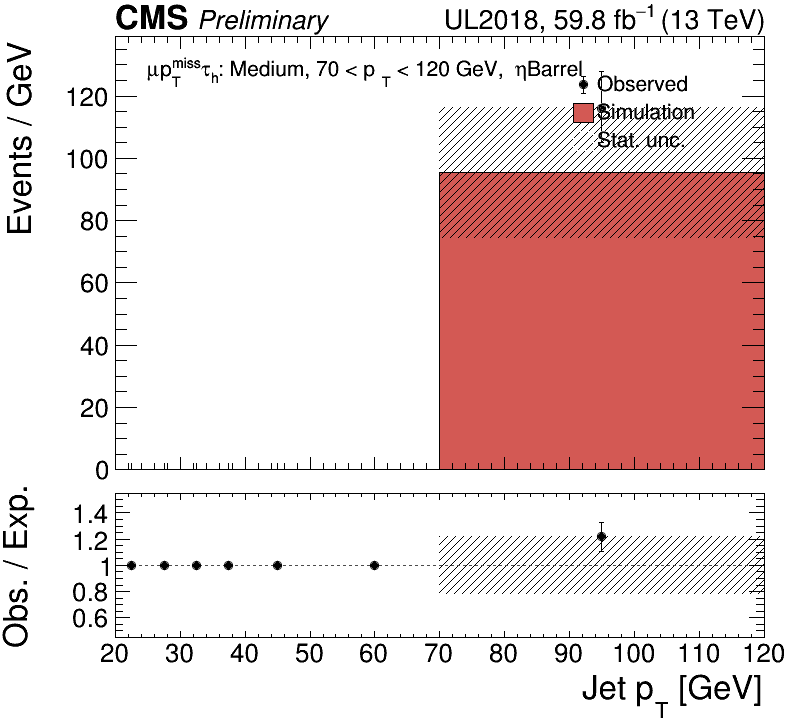 CMS Preliminary UL2018, 59.8 fb⁻¹ (13 TeV)
Events / GeV
μp_T^miss τ_h: Medium, 70 < p_T < 120 GeV, ηBarrel
Observed
Simulation
Stat. unc.
120
100
80
60
40
20
0
Obs. / Exp.
1.4
1.2
1
0.8
0.6
20 30 40 50 60 70 80 90 100 110 120
Jet p_T [GeV]